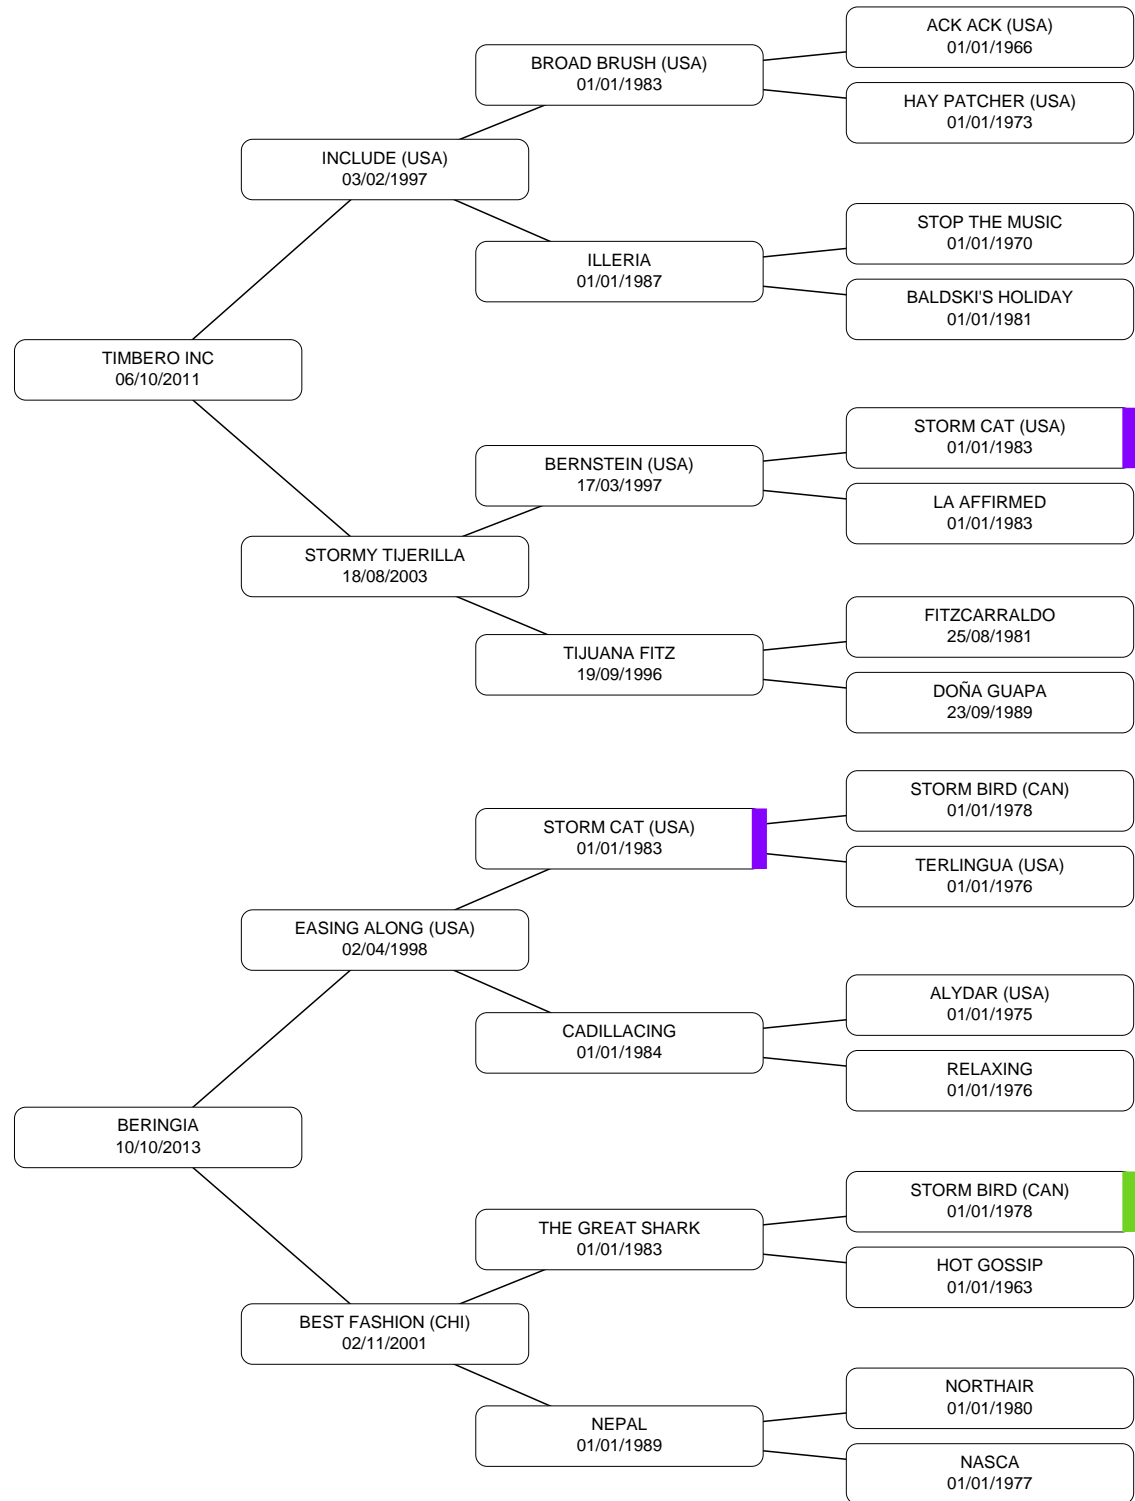 ACK ACK (USA)
01/01/1966
BROAD BRUSH (USA)
01/01/1983
HAY PATCHER (USA)
01/01/1973
INCLUDE (USA)
03/02/1997
STOP THE MUSIC
01/01/1970
ILLERIA
01/01/1987
BALDSKI'S HOLIDAY
01/01/1981
TIMBERO INC
06/10/2011
STORM CAT (USA)
01/01/1983
BERNSTEIN (USA)
17/03/1997
LA AFFIRMED
01/01/1983
STORMY TIJERILLA
18/08/2003
FITZCARRALDO
25/08/1981
TIJUANA FITZ
19/09/1996
DOÑA GUAPA
23/09/1989
STORM BIRD (CAN)
01/01/1978
STORM CAT (USA)
01/01/1983
TERLINGUA (USA)
01/01/1976
EASING ALONG (USA)
02/04/1998
ALYDAR (USA)
01/01/1975
CADILLACING
01/01/1984
RELAXING
01/01/1976
BERINGIA
10/10/2013
STORM BIRD (CAN)
01/01/1978
THE GREAT SHARK
01/01/1983
HOT GOSSIP
01/01/1963
BEST FASHION (CHI)
02/11/2001
NORTHAIR
01/01/1980
NEPAL
01/01/1989
NASCA
01/01/1977